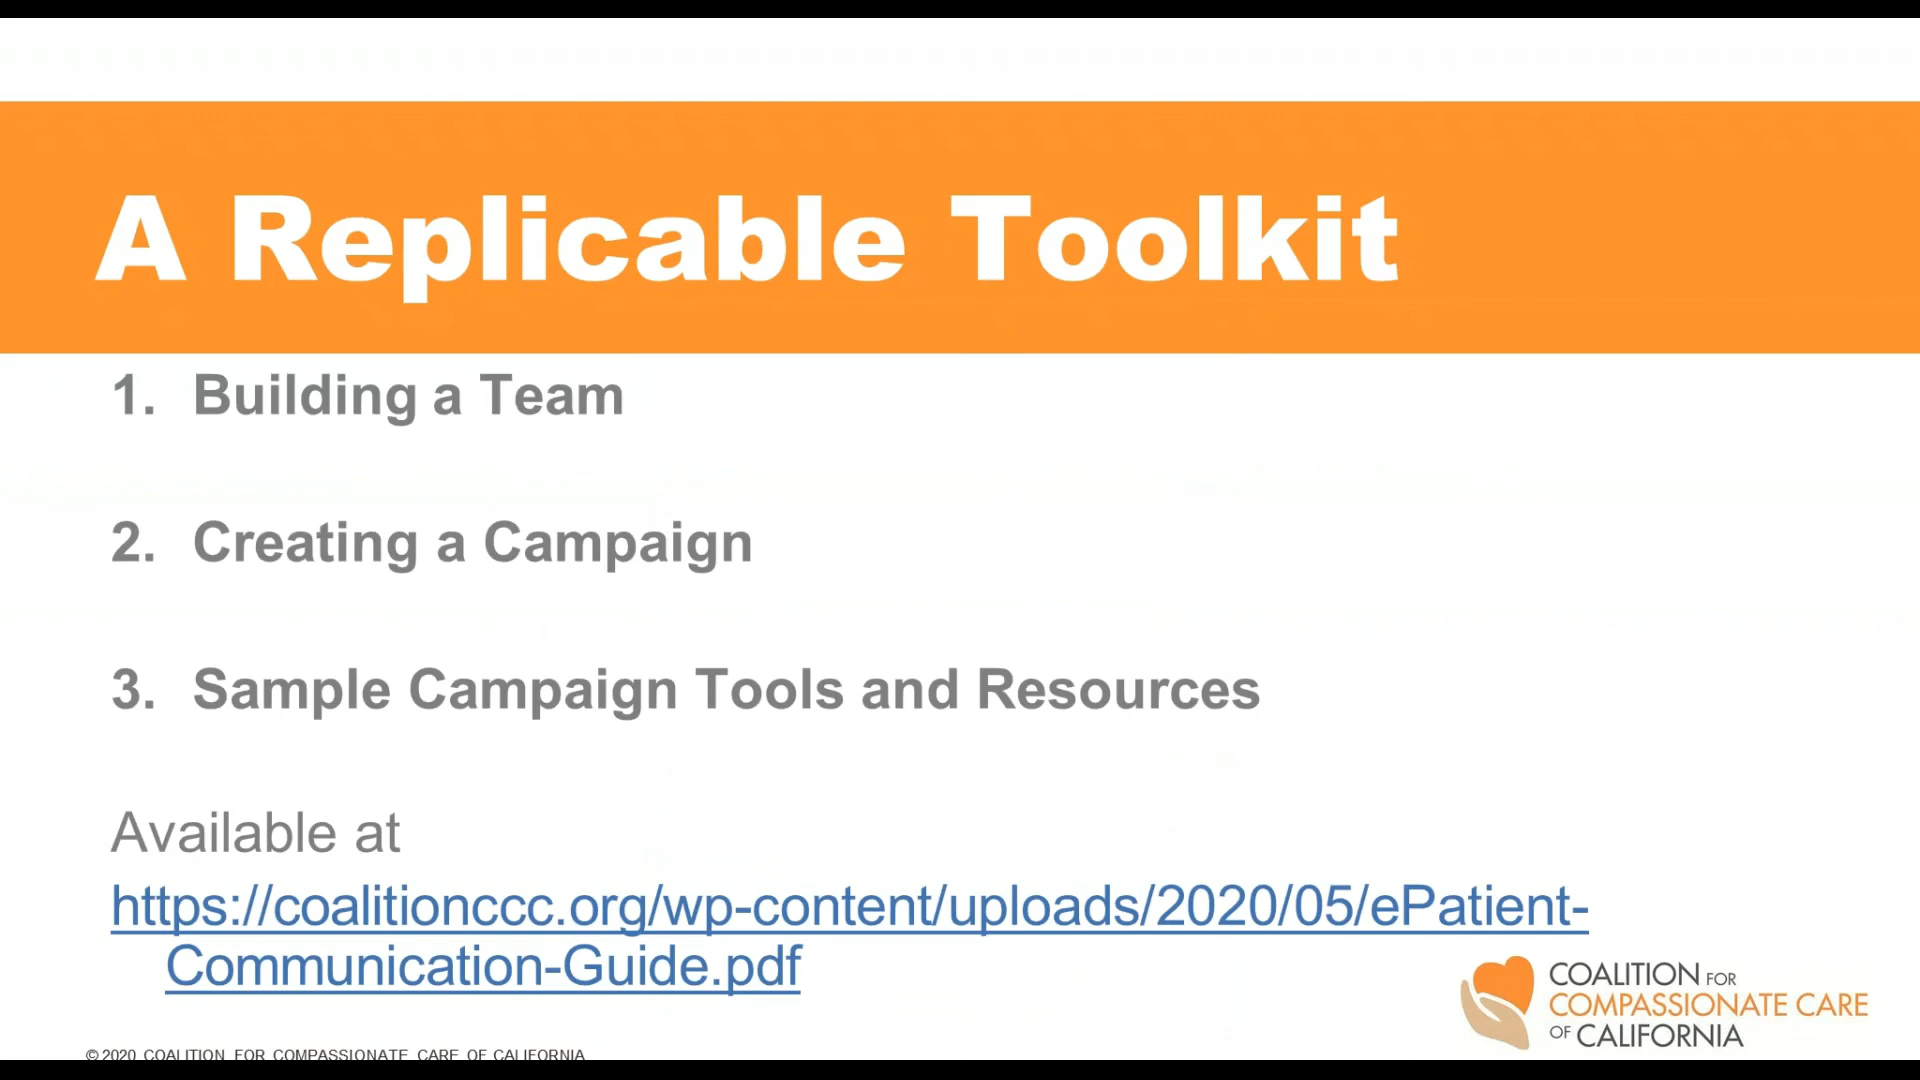 A Replicable Toolkit
1. Building a Team
2. Creating a Campaign
3. Sample Campaign Tools and Resources
Available at
https://coalitionccc.org/wp-content/uploads/2020/05/ePatient-
Communication-Guide.pdf
COALITION FOR
COMPASSIONATE CARE
OF CALIFORNIA
© 2020 COALITION FOR COMPASSIONATE CARE OF CALIFORNIA